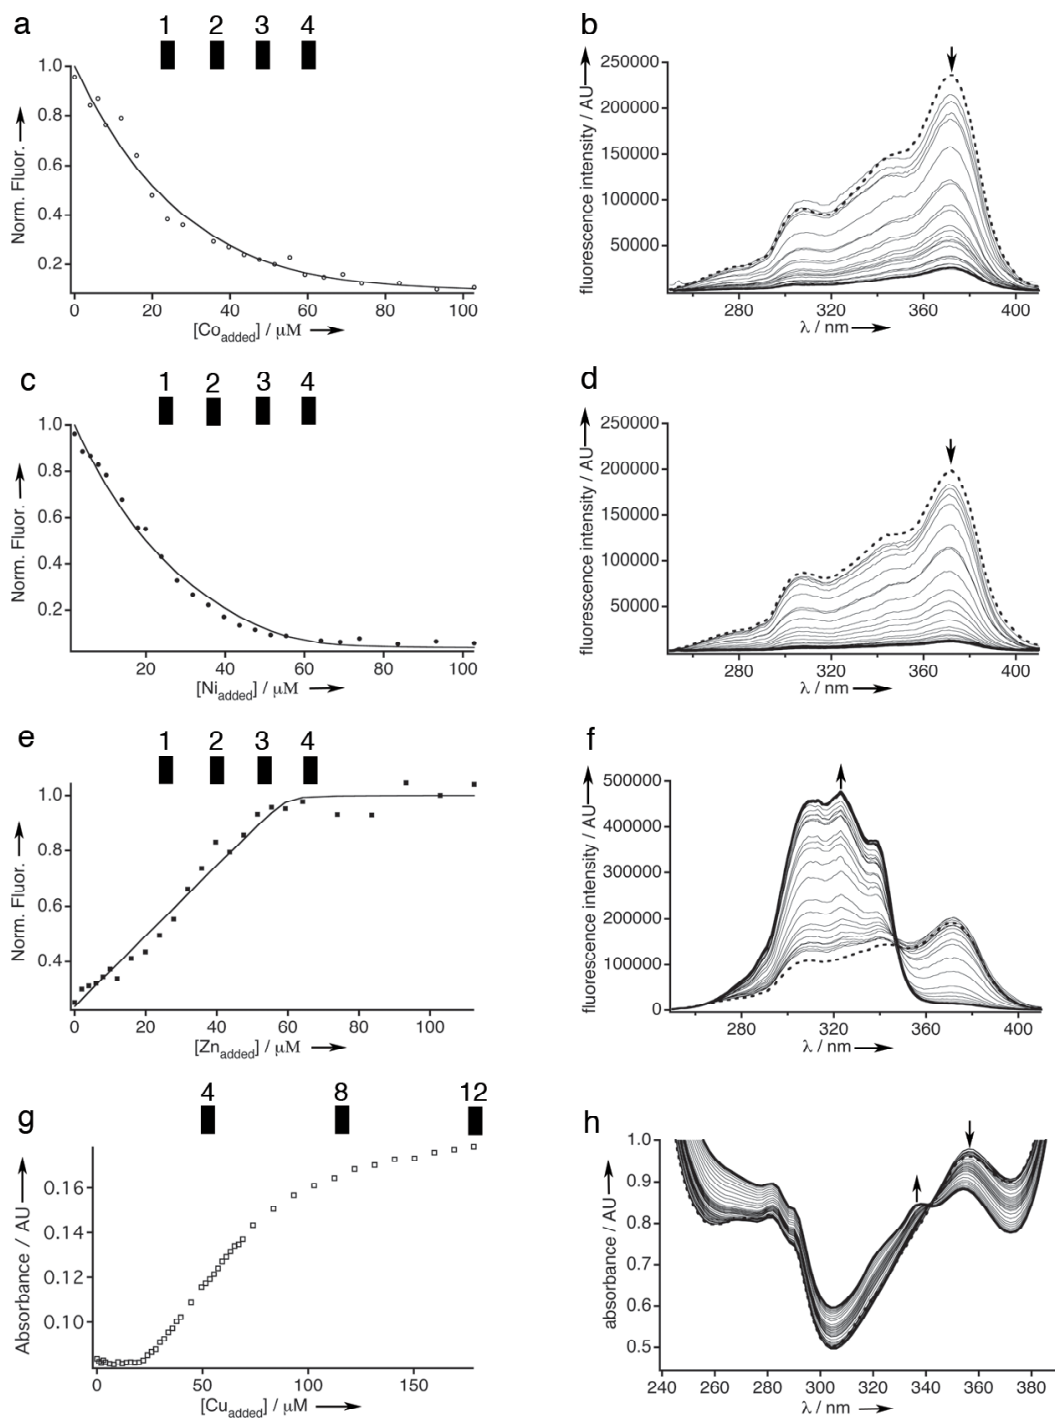 a
1 2 3 4
1.0
0.8
0.6
0.4
0.2
Norm. Fluor.
0 20 40 60 80 100
[Coadded] / μM
b
250000
200000
150000
100000
50000
fluorescence intensity / AU
280 320 360 400
λ / nm
c
1 2 3 4
1.0
0.8
0.6
0.4
0.2
Norm. Fluor.
20 40 60 80 100
[Niadded] / μM
d
250000
200000
150000
100000
50000
fluorescence intensity / AU
280 320 360 400
λ / nm
e
1 2 3 4
1.0
0.8
0.6
0.4
Norm. Fluor.
0 20 40 60 80 100
[Znadded] / μM
f
500000
400000
300000
200000
100000
0
fluorescence intensity / AU
280 320 360 400
λ / nm
g
4 8 12
0.16
0.14
0.12
0.10
Absorbance / AU
0 50 100 150
[Cuadded] / μM
h
1.0
0.9
0.8
0.7
0.6
0.5
absorbance / AU
240 260 280 300 320 340 360 380
λ / nm